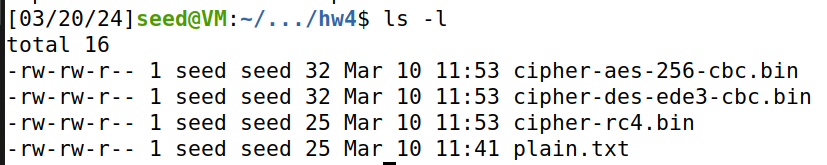 [03/20/24]seed@VM:~/.../hw4$ ls -l
total 16
-rw-rw-r-- 1 seed seed 32 Mar 10 11:53 cipher-aes-256-cbc.bin
-rw-rw-r-- 1 seed seed 32 Mar 10 11:53 cipher-des-ede3-cbc.bin
-rw-rw-r-- 1 seed seed 25 Mar 10 11:53 cipher-rc4.bin
-rw-rw-r-- 1 seed seed 25 Mar 10 11:41 plain.txt